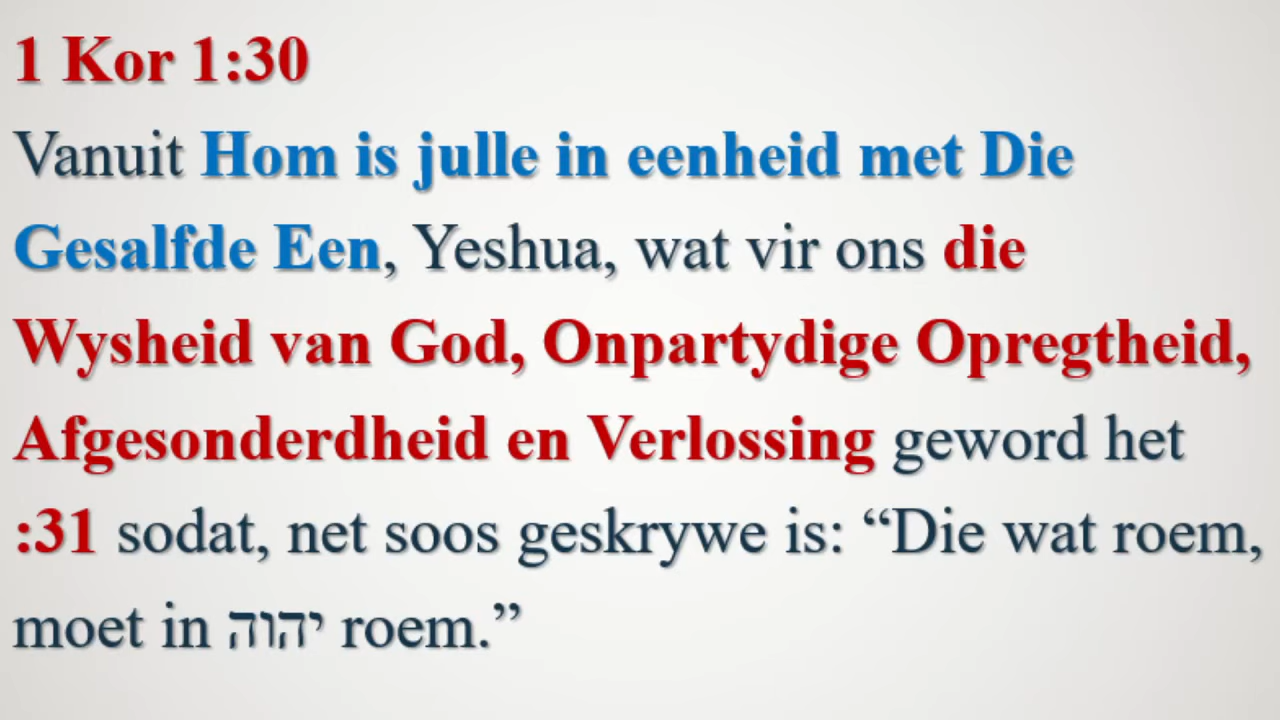 1 Kor 1:30
Vanuit Hom is julle in eenheid met Die
Gesalfde Een, Yeshua, wat vir ons die
Wysheid van God, Onpartydige Opregtheid,
Afgesonderdheid en Verlossing geword het
:31 sodat, net soos geskrywe is: “Die wat roem,
moet in יהוה roem.”